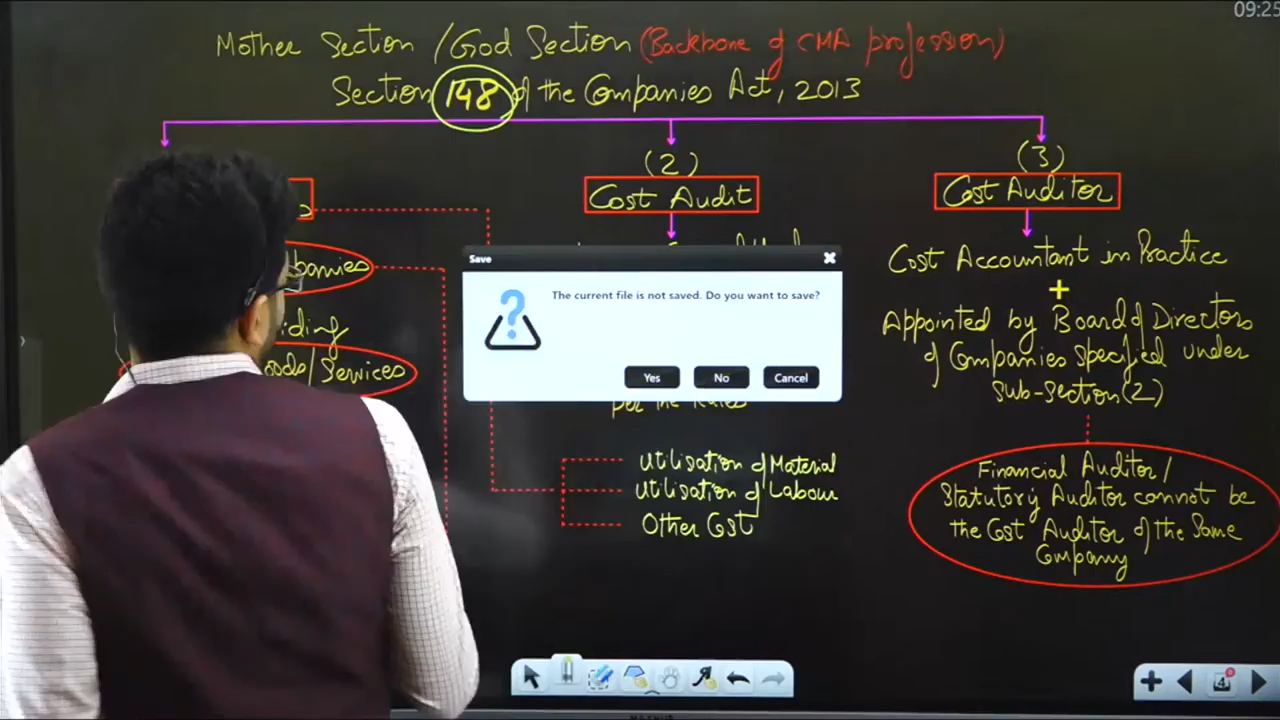 09:25
Mother Section / God Section (Backbone of CMA profession)
Section 148 of the Companies Act, 2013
(2)
(3)
Cost Audit
Cost Auditor
Cost Accountant in Practice
+
Appointed by Board of Directors
of Companies specified under
sub-section (2)
Save
The current file is not saved. Do you want to save?
Yes
No
Cancel
per the Rules
Utilisation of Material
Utilisation of Labour
Other Cost
Financial Auditor /
Statutory Auditor cannot be
the Cost Auditor of the Same
Company
/Services
4